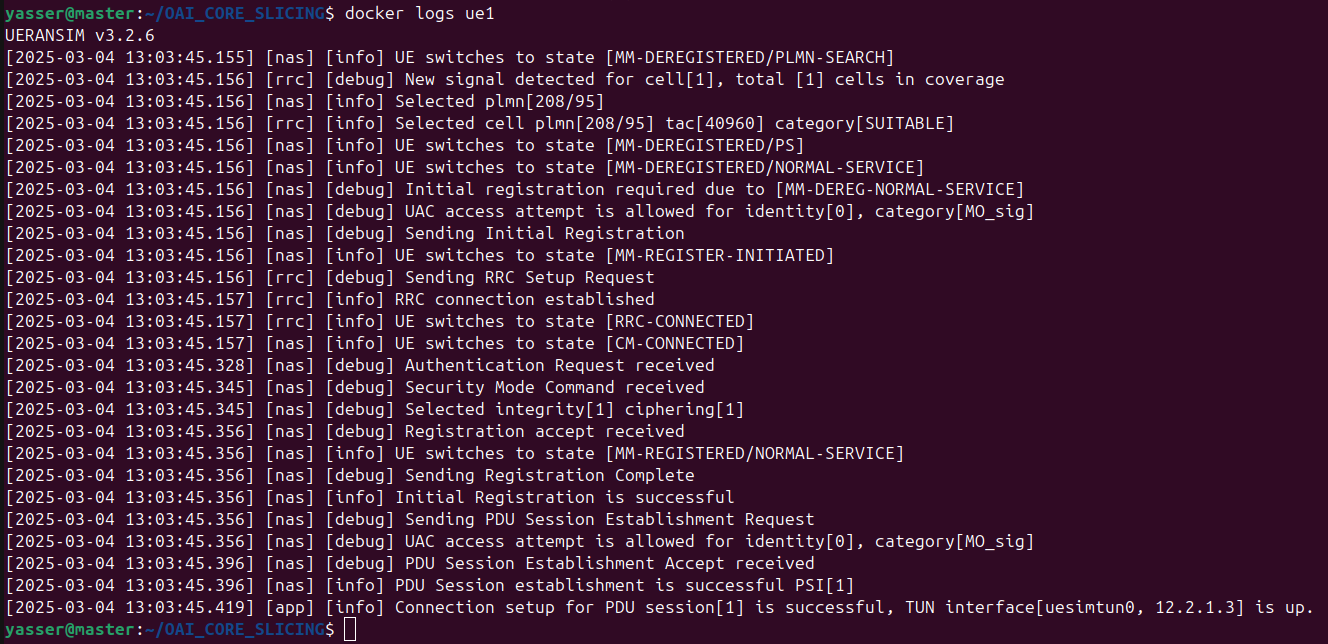 yasser@master:~/OAI_CORE_SLICING$ docker logs ue1
UERANSIM v3.2.6
[2025-03-04 13:03:45.155] [nas] [info] UE switches to state [MM-DEREGISTERED/PLMN-SEARCH]
[2025-03-04 13:03:45.156] [rrc] [debug] New signal detected for cell[1], total [1] cells in coverage
[2025-03-04 13:03:45.156] [nas] [info] Selected plmn[208/95]
[2025-03-04 13:03:45.156] [rrc] [info] Selected cell plmn[208/95] tac[40960] category[SUITABLE]
[2025-03-04 13:03:45.156] [nas] [info] UE switches to state [MM-DEREGISTERED/PS]
[2025-03-04 13:03:45.156] [nas] [info] UE switches to state [MM-DEREGISTERED/NORMAL-SERVICE]
[2025-03-04 13:03:45.156] [nas] [debug] Initial registration required due to [MM-DEREG-NORMAL-SERVICE]
[2025-03-04 13:03:45.156] [nas] [debug] UAC access attempt is allowed for identity[0], category[MO_sig]
[2025-03-04 13:03:45.156] [nas] [debug] Sending Initial Registration
[2025-03-04 13:03:45.156] [nas] [info] UE switches to state [MM-REGISTER-INITIATED]
[2025-03-04 13:03:45.156] [rrc] [debug] Sending RRC Setup Request
[2025-03-04 13:03:45.157] [rrc] [info] RRC connection established
[2025-03-04 13:03:45.157] [rrc] [info] UE switches to state [RRC-CONNECTED]
[2025-03-04 13:03:45.157] [nas] [info] UE switches to state [CM-CONNECTED]
[2025-03-04 13:03:45.328] [nas] [debug] Authentication Request received
[2025-03-04 13:03:45.345] [nas] [debug] Security Mode Command received
[2025-03-04 13:03:45.345] [nas] [debug] Selected integrity[1] ciphering[1]
[2025-03-04 13:03:45.356] [nas] [debug] Registration accept received
[2025-03-04 13:03:45.356] [nas] [info] UE switches to state [MM-REGISTERED/NORMAL-SERVICE]
[2025-03-04 13:03:45.356] [nas] [debug] Sending Registration Complete
[2025-03-04 13:03:45.356] [nas] [info] Initial Registration is successful
[2025-03-04 13:03:45.356] [nas] [debug] Sending PDU Session Establishment Request
[2025-03-04 13:03:45.356] [nas] [debug] UAC access attempt is allowed for identity[0], category[MO_sig]
[2025-03-04 13:03:45.396] [nas] [debug] PDU Session Establishment Accept received
[2025-03-04 13:03:45.396] [nas] [info] PDU Session establishment is successful PSI[1]
[2025-03-04 13:03:45.419] [app] [info] Connection setup for PDU session[1] is successful, TUN interface[uesimtun0, 12.2.1.3] is up.
yasser@master:~/OAI_CORE_SLICING$